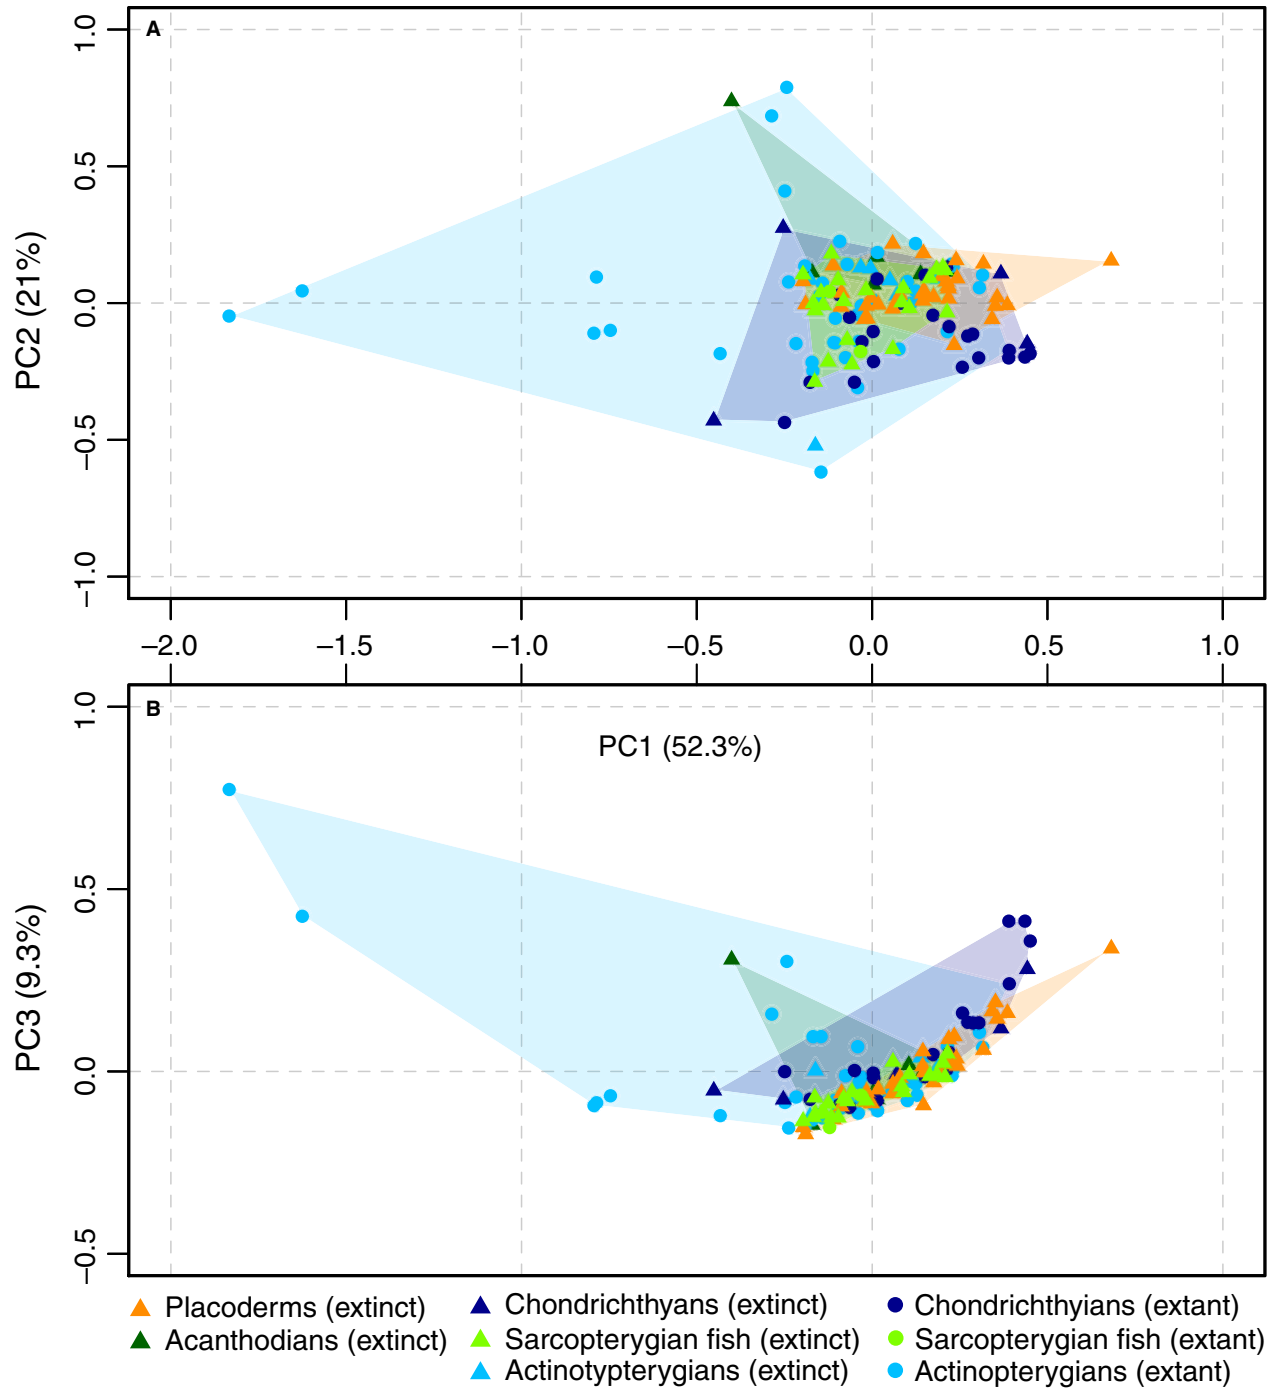 A
1.0
0.5
0.0
−0.5
−1.0
PC2 (21%)
−2.0 −1.5 −1.0 −0.5 0.0 0.5 1.0
B
PC1 (52.3%)
1.0
0.5
0.0
−0.5
PC3 (9.3%)
Placoderms (extinct)
Acanthodians (extinct)
Chondrichthyans (extinct)
Sarcopterygian fish (extinct)
Actinotypterygians (extinct)
Chondrichthyians (extant)
Sarcopterygian fish (extant)
Actinopterygians (extant)